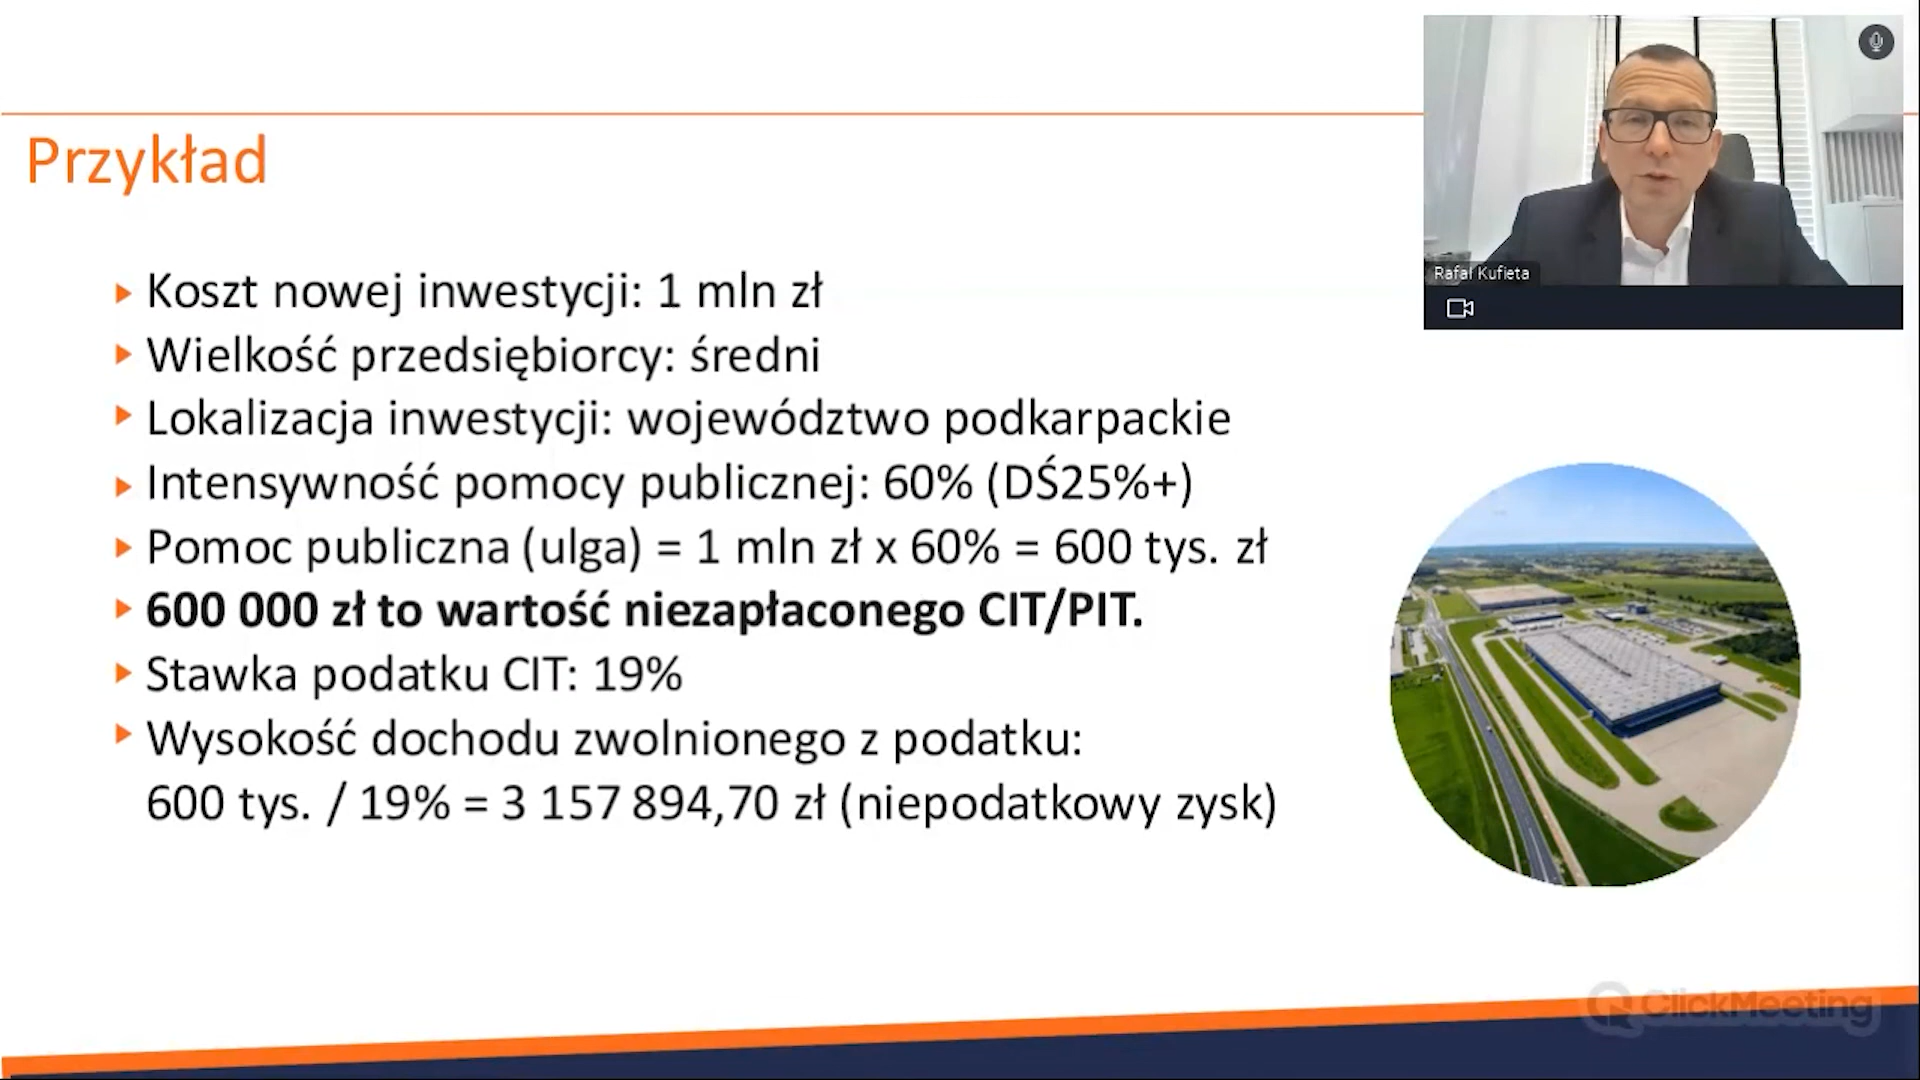 Przykład
Koszt nowej inwestycji: 1 mln zł
Wielkość przedsiębiorcy: średni
Lokalizacja inwestycji: województwo podkarpackie
Intensywność pomocy publicznej: 60% (DŚ25%+)
Pomoc publiczna (ulga) = 1 mln zł x 60% = 600 tys. zł
600 000 zł to wartość niezapłaconego CIT/PIT.
Stawka podatku CIT: 19%
Wysokość dochodu zwolnionego z podatku:
600 tys. / 19% = 3 157 894,70 zł (niepodatkowy zysk)
Rafał Kufieta
ClickMeeting